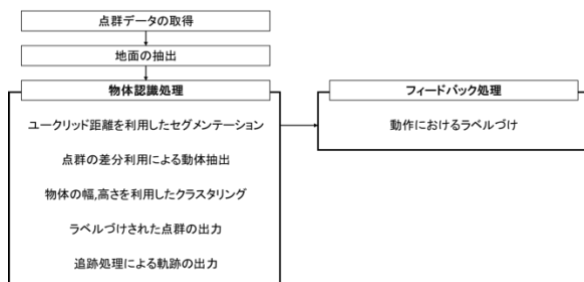 点群データの取得
地面の抽出
物体認識処理
ユークリッド距離を利用したセグメンテーション
点群の差分利用による動体抽出
物体の幅,高さを利用したクラスタリング
ラベルづけされた点群の出力
追跡処理による軌跡の出力
フィードバック処理
動作におけるラベルづけ